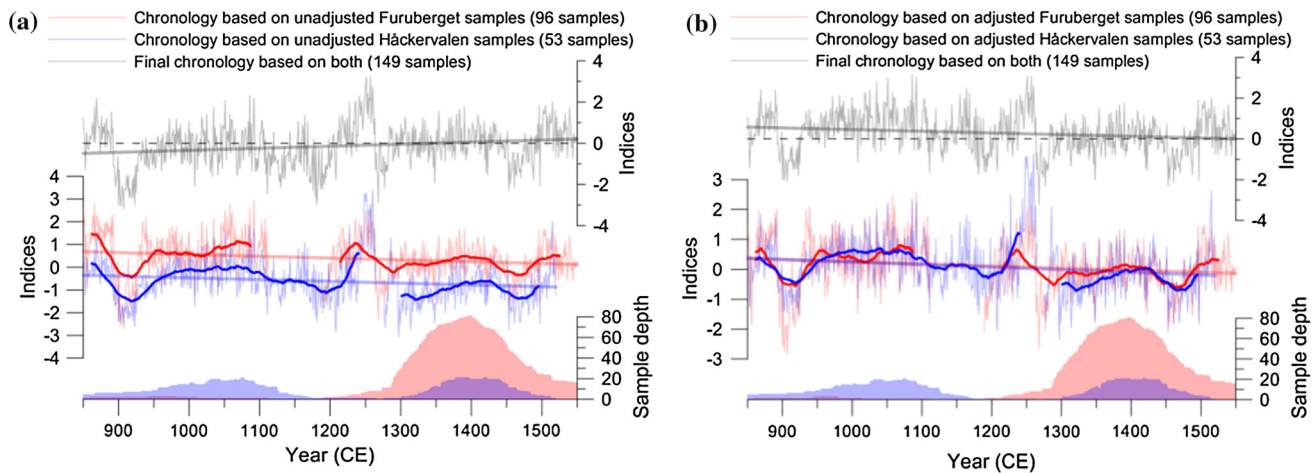 (a)
Chronology based on unadjusted Furuberget samples (96 samples)
Chronology based on unadjusted Håckervalen samples (53 samples)
Final chronology based on both (149 samples)
4
2
0
-2
-4
Indices
4
3
2
1
0
-1
-2
-3
-4
Indices
80
60
40
20
0
Sample depth
900 1000 1100 1200 1300 1400 1500
Year (CE)
(b)
Chronology based on adjusted Furuberget samples (96 samples)
Chronology based on adjusted Håckervalen samples (53 samples)
Final chronology based on both (149 samples)
4
2
0
-2
-4
Indices
3
2
1
0
-1
-2
-3
Indices
80
60
40
20
0
Sample depth
900 1000 1100 1200 1300 1400 1500
Year (CE)